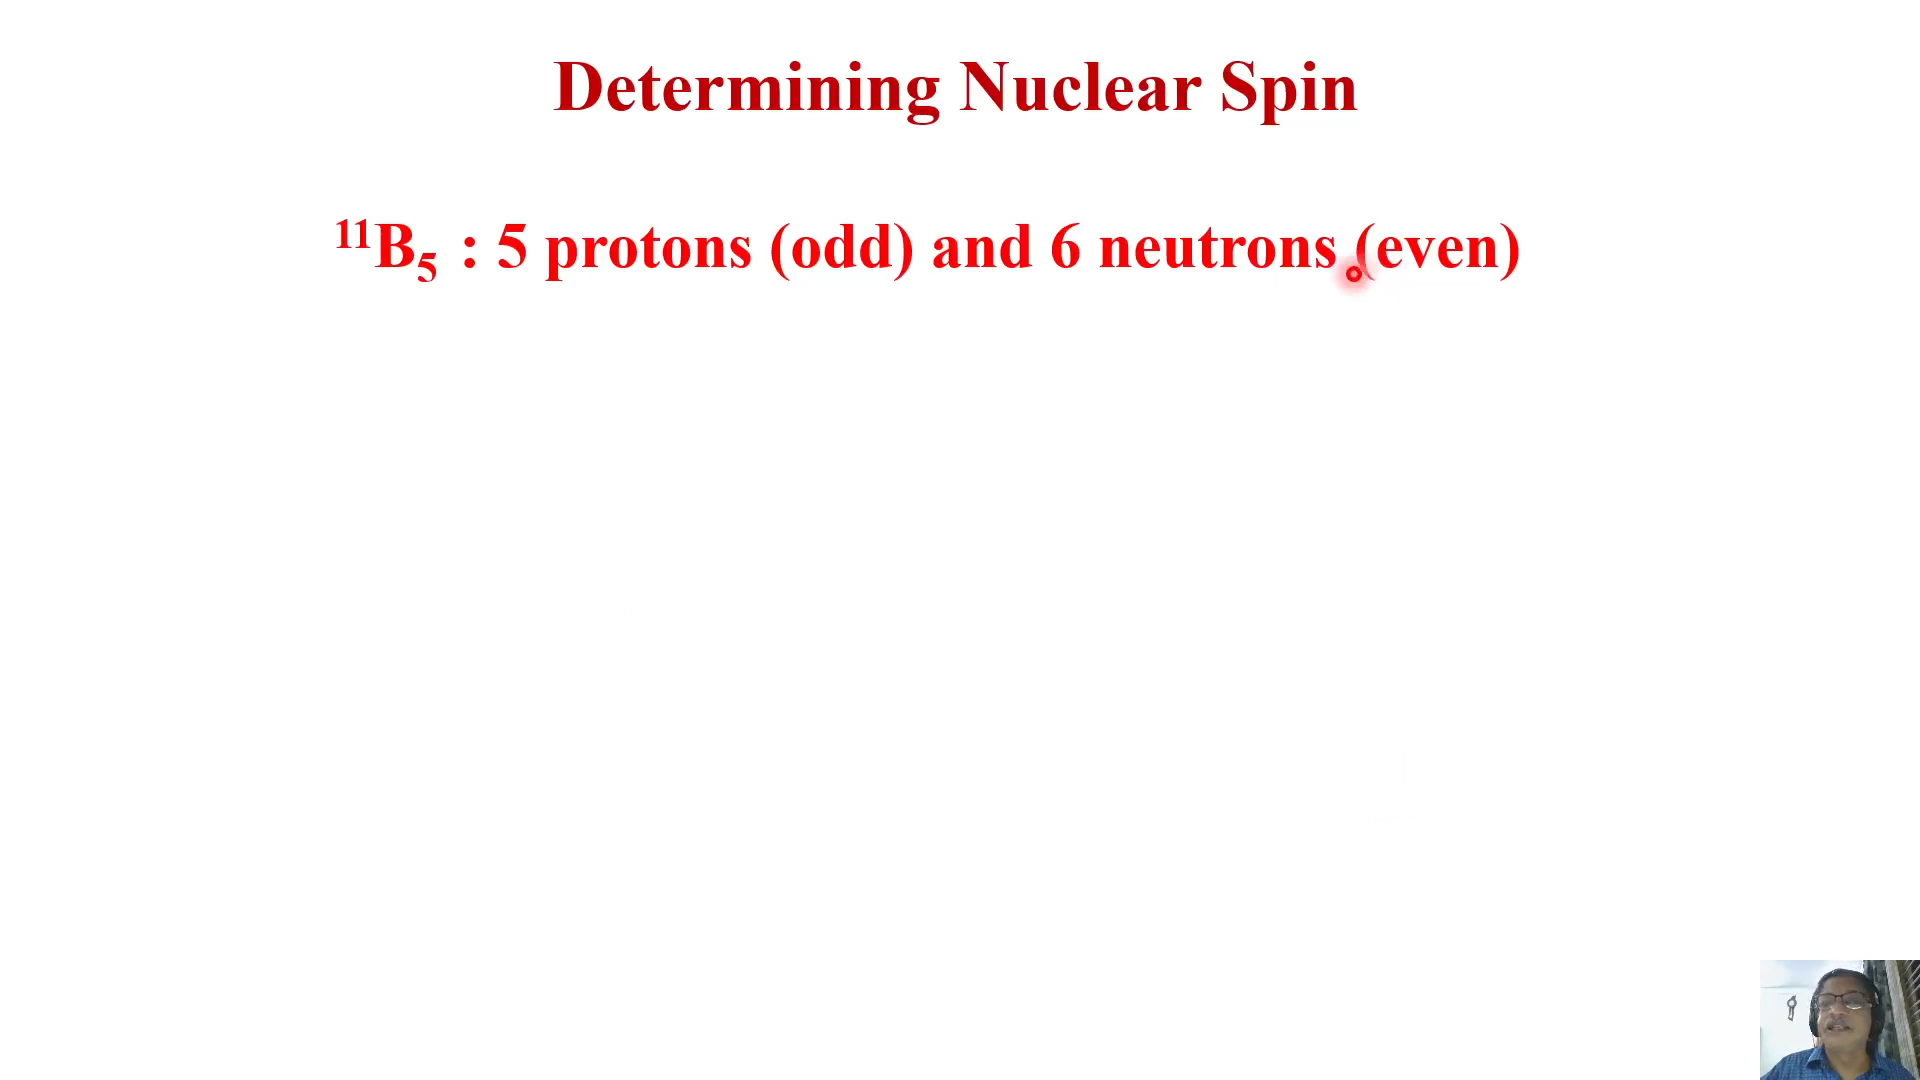 Determining Nuclear Spin
¹¹B₅ : 5 protons (odd) and 6 neutrons (even)